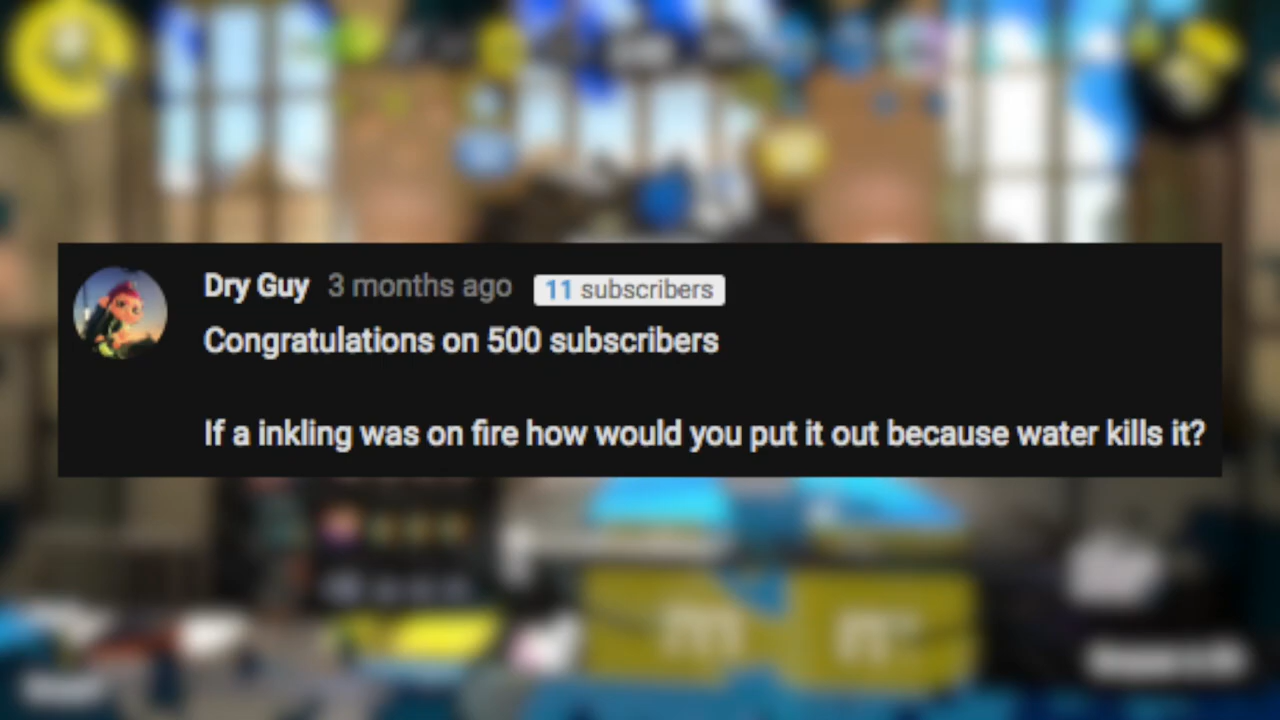 Dry Guy 3 months ago 11 subscribers
Congratulations on 500 subscribers
If a inkling was on fire how would you put it out because water kills it?